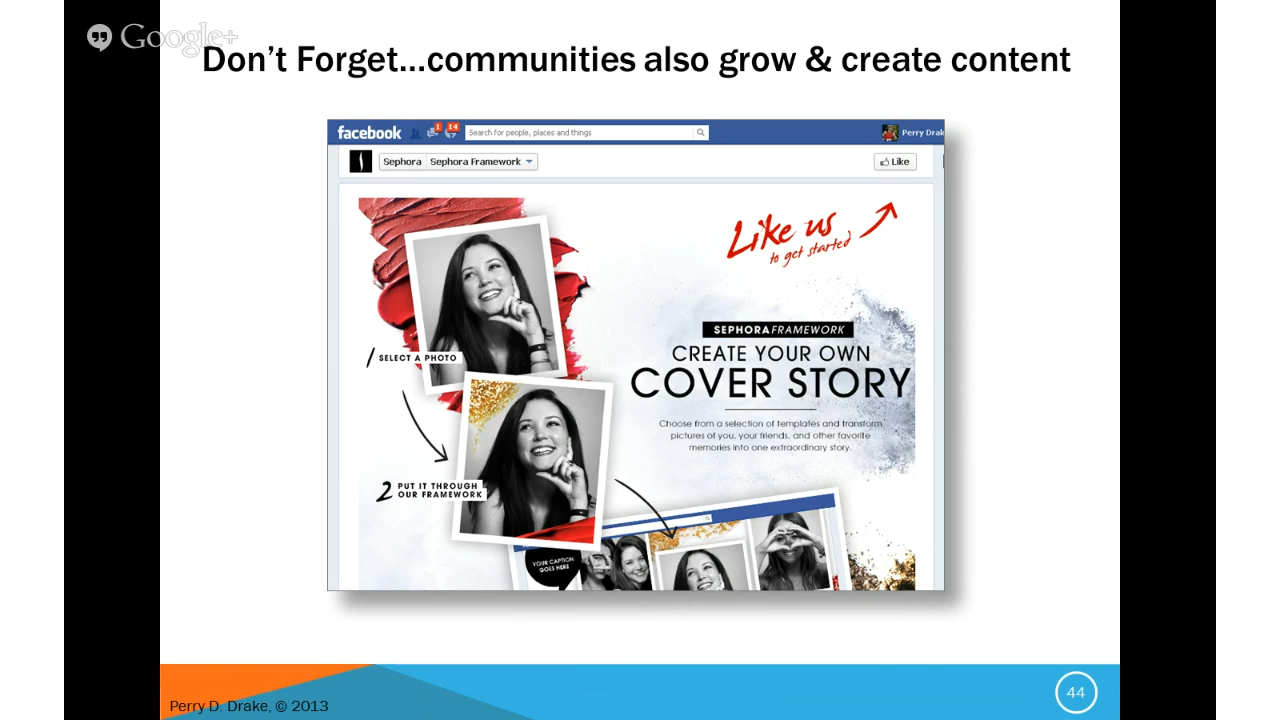 Google+
Don't Forget...communities also grow & create content
facebook 1 14 Search for people, places and things Perry Drak
Sephora Sephora Framework Like
Like us
to get started
SEPHORAFRAMEWORK
CREATE YOUR OWN
COVER STORY
Choose from a selection of templates and transform
pictures of you, your friends, and other favorite
memories into one extraordinary story.
1 SELECT A PHOTO
2 PUT IT THROUGH
OUR FRAMEWORK
YOUR CAPTION
GOES HERE
Perry D. Drake, © 2013
44